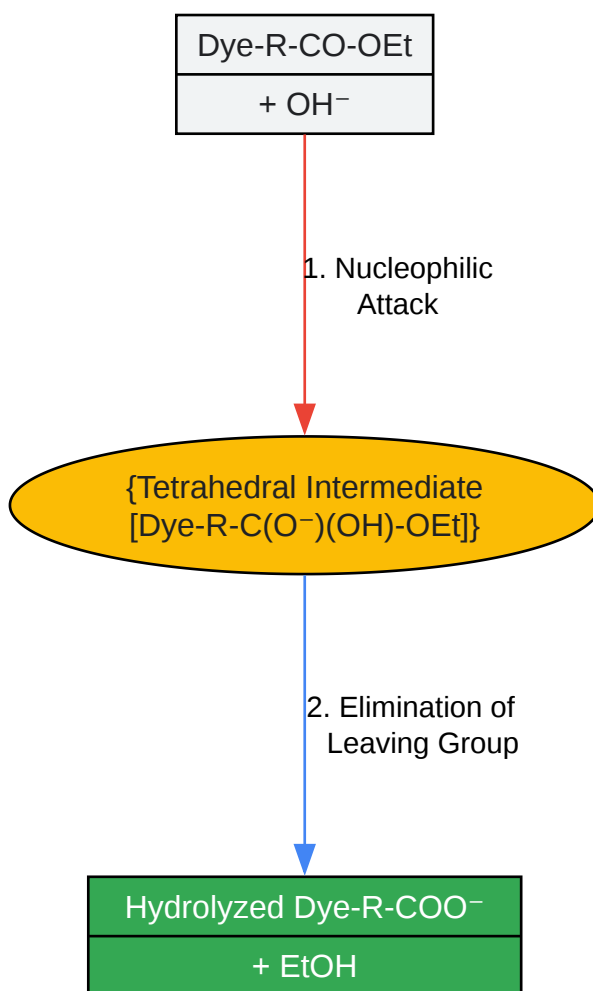 Dye-R-CO-OEt
+ OH⁻
1. Nucleophilic
Attack
{Tetrahedral Intermediate
[Dye-R-C(O⁻)(OH)-OEt]}
2. Elimination of
Leaving Group
Hydrolyzed Dye-R-COO⁻
+ EtOH